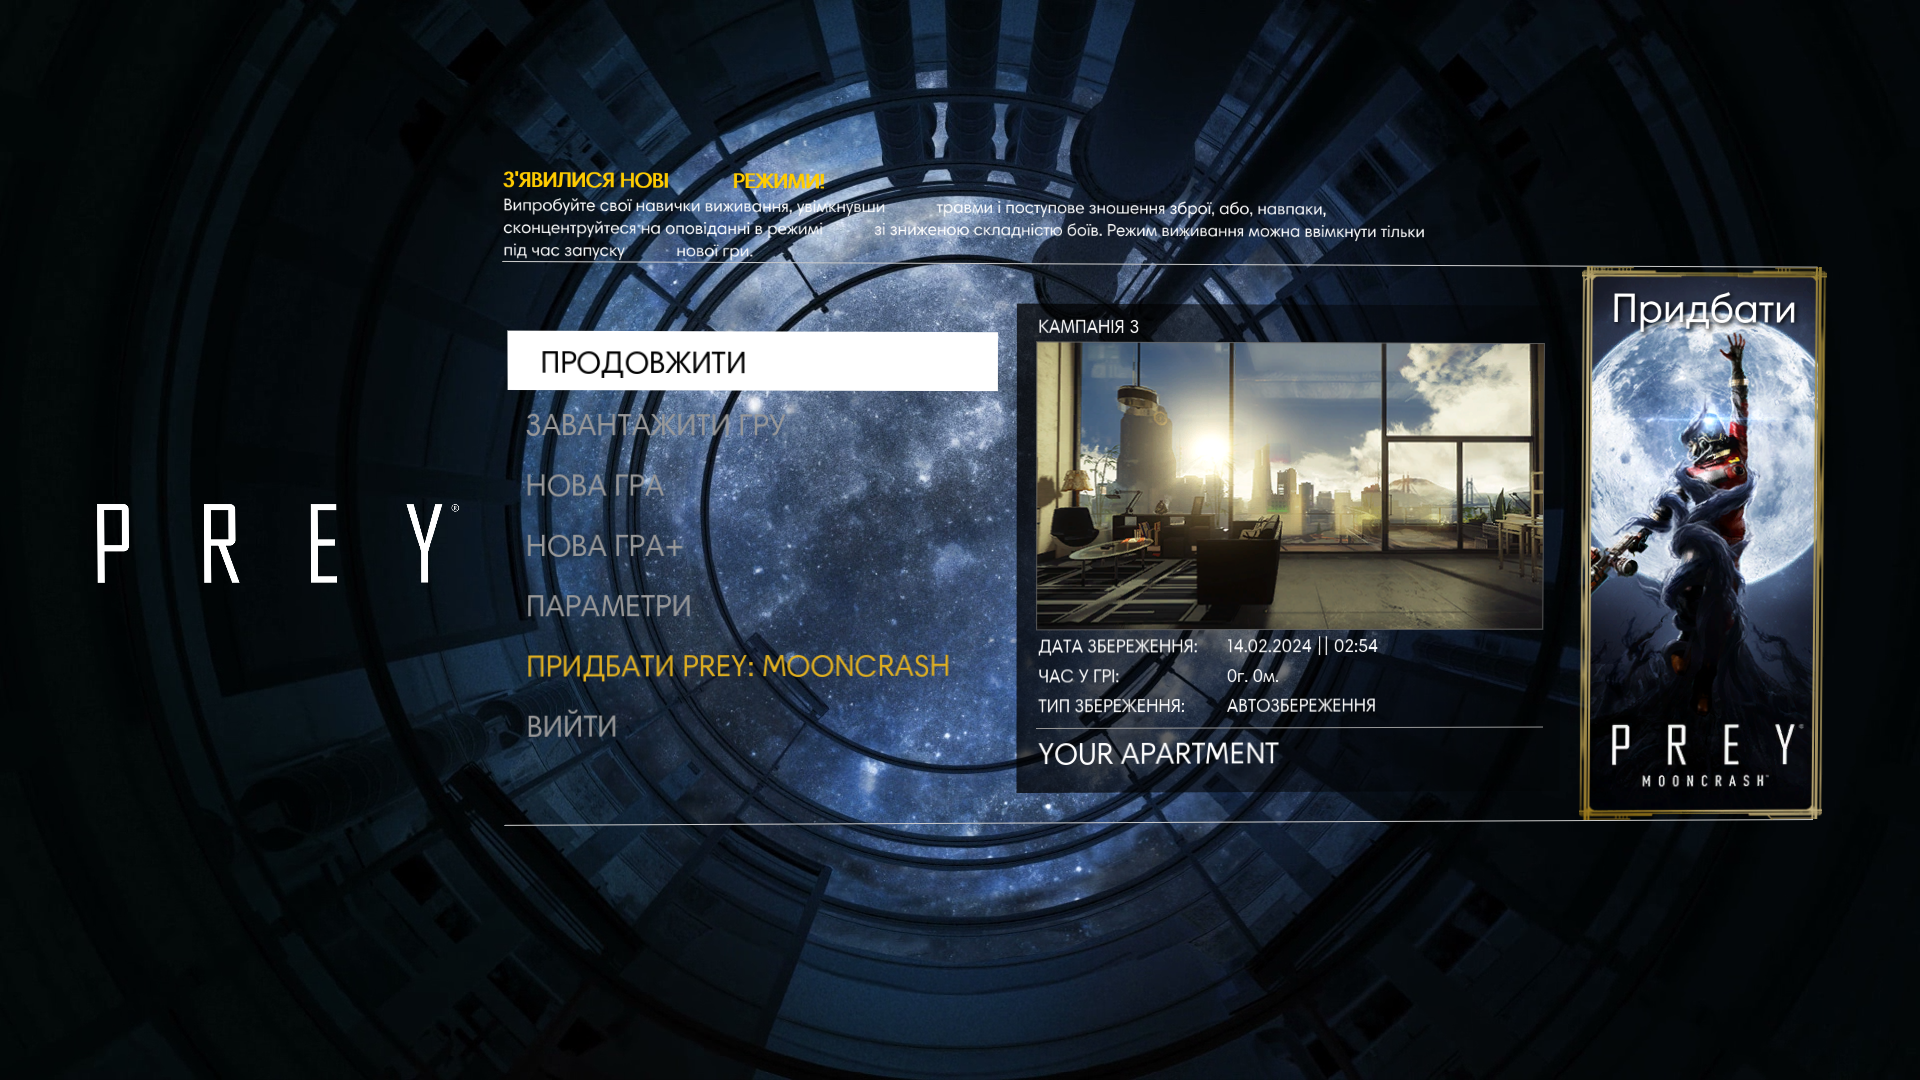 З'ЯВИЛИСЯ НОВІ РЕЖИМИ!
Випробуйте свої навички виживання, увімкнувши травми і поступове зношення зброї, або, навпаки,
сконцентруйтеся на оповіданні в режимі зі зниженою складністю боїв. Режим виживання можна ввімкнути тільки
під час запуску нової гри.
PREY®
ПРОДОВЖИТИ
ЗАВАНТАЖИТИ ГРУ
НОВА ГРА
НОВА ГРА+
ПАРАМЕТРИ
ПРИДБАТИ PREY: MOONCRASH
ВИЙТИ
КАМПАНІЯ 3
ДАТА ЗБЕРЕЖЕННЯ: 14.02.2024 || 02:54
ЧАС У ГРІ: 0г. 0м.
ТИП ЗБЕРЕЖЕННЯ: АВТОЗБЕРЕЖЕННЯ
YOUR APARTMENT
Придбати
PREY®
MOONCRASH™